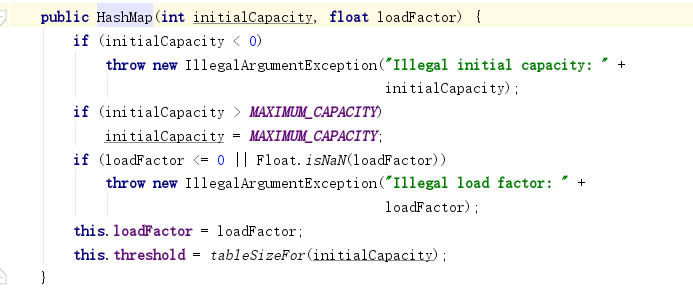 public HashMap(int initialCapacity, float loadFactor) {
    if (initialCapacity < 0)
        throw new IllegalArgumentException("Illegal initial capacity: " +
                                           initialCapacity);
    if (initialCapacity > MAXIMUM_CAPACITY)
        initialCapacity = MAXIMUM_CAPACITY;
    if (loadFactor <= 0 || Float.isNaN(loadFactor))
        throw new IllegalArgumentException("Illegal load factor: " +
                                           loadFactor);
    this.loadFactor = loadFactor;
    this.threshold = tableSizeFor(initialCapacity);
}